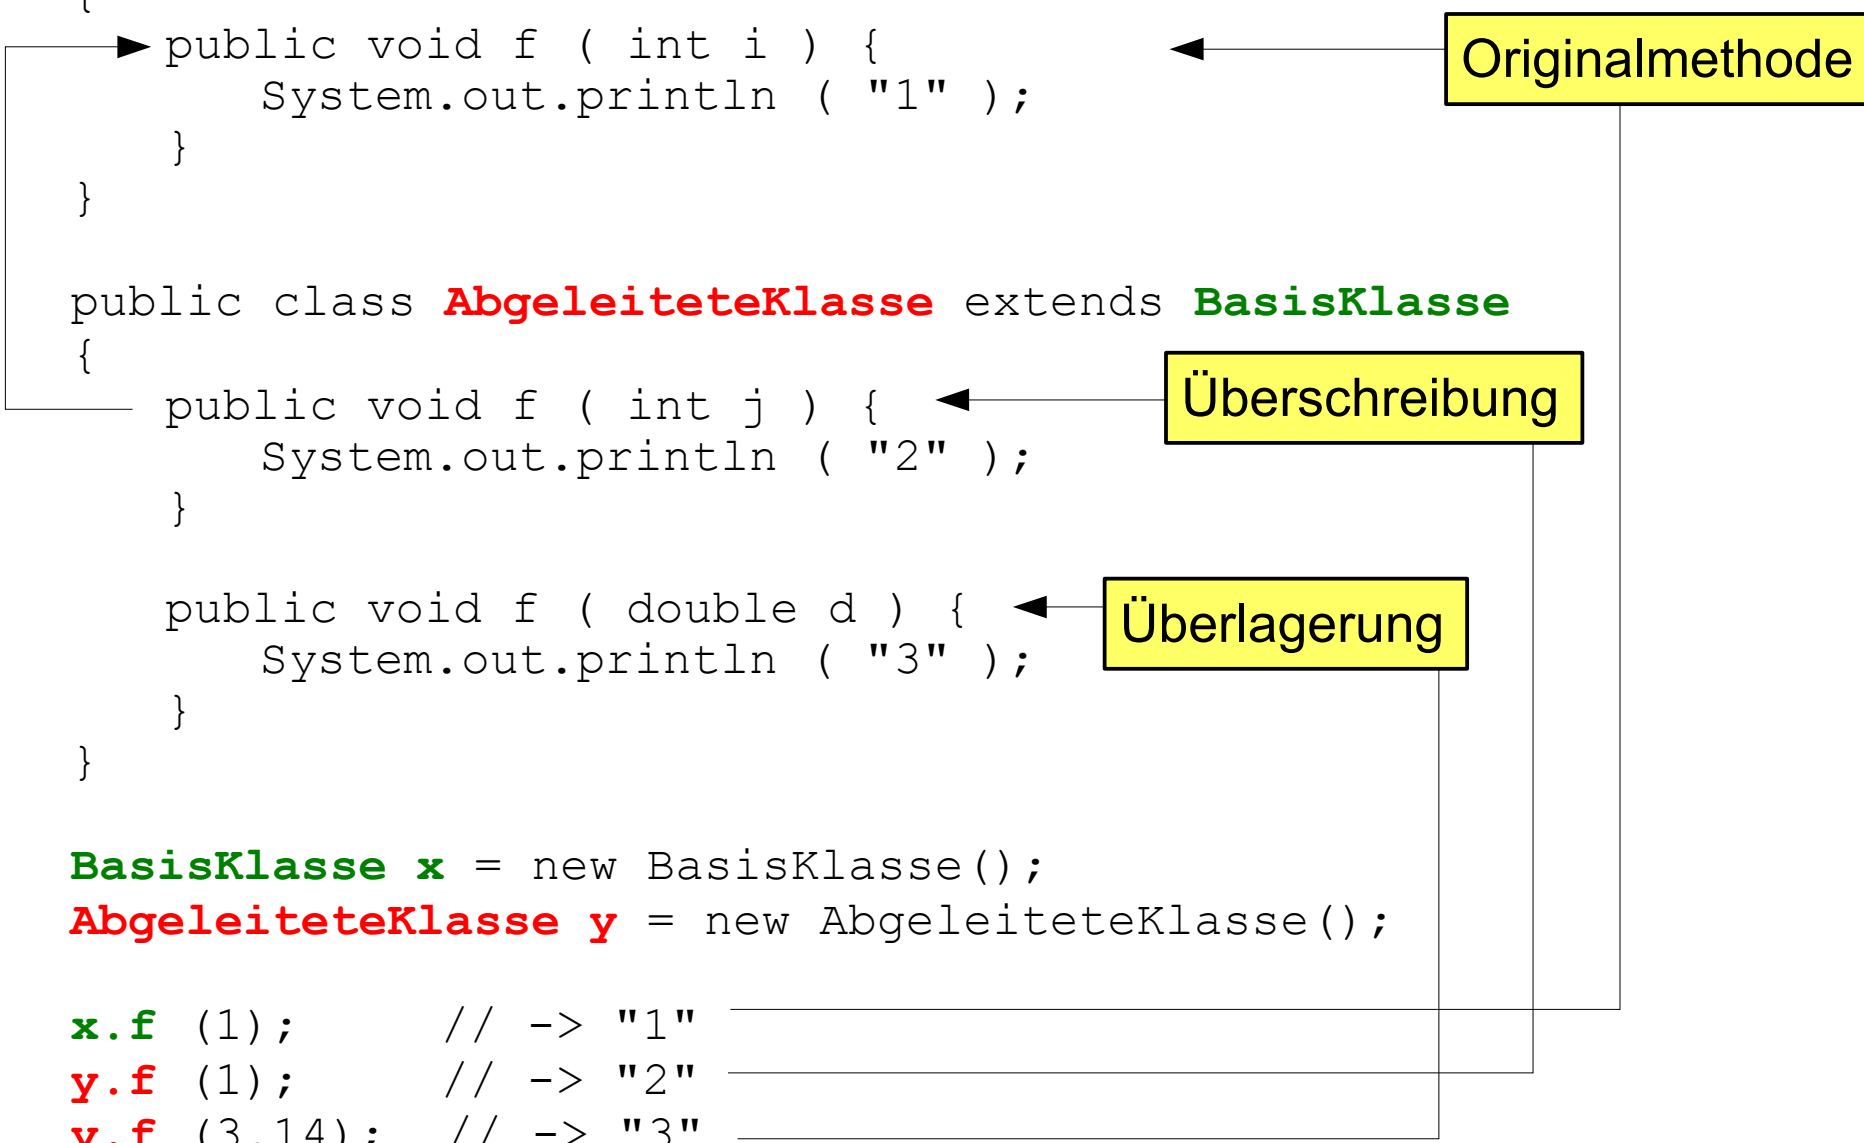 {
public void f ( int i ) {
Originalmethode
System.out.println ( "1" );
}
}
public class AbgeleiteteKlasse extends BasisKlasse
{
Überschreibung
public void f ( int j ) {
System.out.println ( "2" );
}
public void f ( double d ) {
Überlagerung
System.out.println ( "3" );
}
}
BasisKlasse x = new BasisKlasse();
AbgeleiteteKlasse y = new AbgeleiteteKlasse();
x.f (1); // -> "1"
y.f (1); // -> "2"
y.f (3.14); // -> "3"